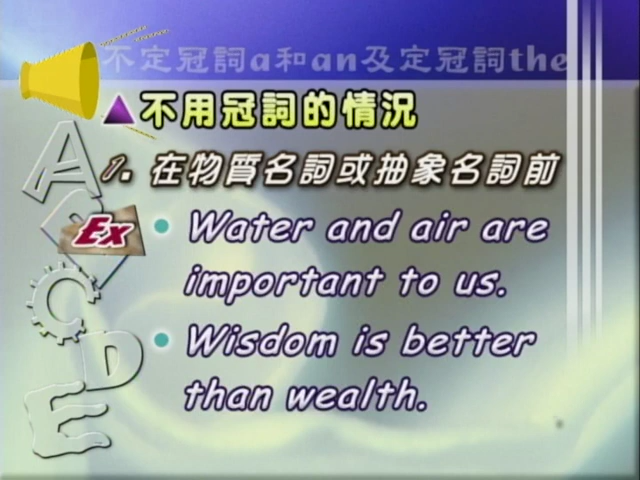 不定冠詞a和an及定冠詞the
▲不用冠詞的情況
1. 在物質名詞或抽象名詞前
Ex
• Water and air are
important to us.
• Wisdom is better
than wealth.
A
B
C
D
E